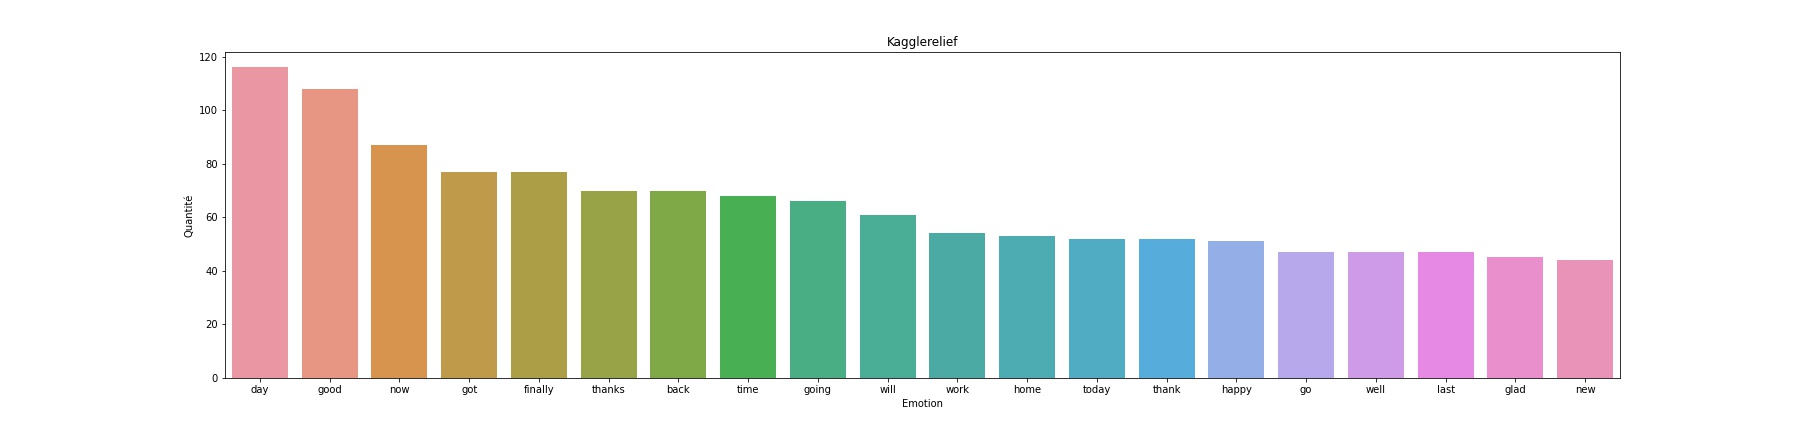 Kagglerelief
120
100
80
60
40
20
0
Quantité
day good now got finally thanks back time going will work home today thank happy go well last glad new
Emotion